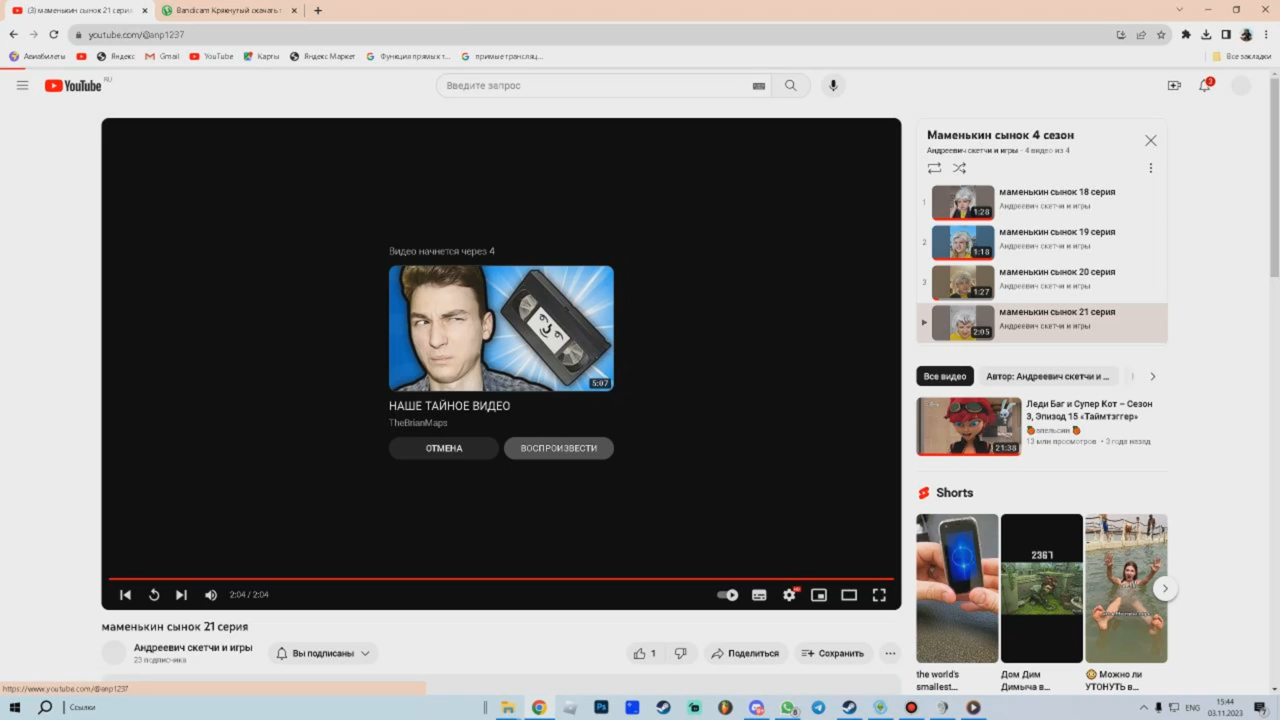 (3) маменькин сынок 21 серия
Bandicam Крякнутый скачать
youtube.com/@anp1237
Авиабилеты
Яндекс
Gmail
YouTube
Карты
Яндекс Маркет
Функция прямых т...
примые трансляц...
Все закладки
YouTube RU
Введите запрос
3
Видео начнется через 4
5:07
НАШЕ ТАЙНОЕ ВИДЕО
TheBrianMaps
ОТМЕНА
ВОСПРОИЗВЕСТИ
2:04 / 2:04
маменькин сынок 21 серия
Андреевич скетчи и игры
23 подписчика
Вы подписаны
1
Поделиться
Сохранить
Маменькин сынок 4 сезон
Андреевич скетчи и игры - 4 видео из 4
1
1:28
маменькин сынок 18 серия
Андреевич скетчи и игры
2
1:18
маменькин сынок 19 серия
Андреевич скетчи и игры
3
1:27
маменькин сынок 20 серия
Андреевич скетчи и игры
2:05
маменькин сынок 21 серия
Андреевич скетчи и игры
Все видео
Автор: Андреевич скетчи и ...
21:38
Леди Баг и Супер Кот – Сезон
3, Эпизод 15 «Таймтэггер»
апельсин
13 млн просмотров • 3 года назад
Shorts
2367
the world's
smallest...
Дом Дим
Димыча в...
Можно ли
УТОНУТЬ в...
https://www.youtube.com/@anp1237
Ссылки
ENG
15:44
03.11.2023